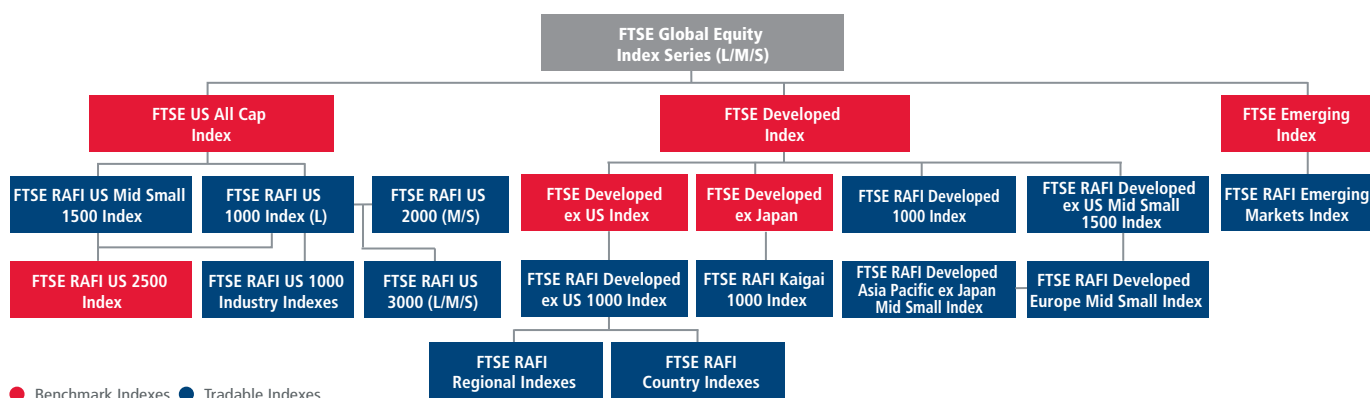 FTSE Global Equity
Index Series (L/M/S)
FTSE US All Cap
Index
FTSE Developed
Index
FTSE Emerging
Index
FTSE RAFI US Mid Small
1500 Index
FTSE RAFI US
1000 Index (L)
FTSE RAFI US
2000 (M/S)
FTSE Developed
ex US Index
FTSE Developed
ex Japan
FTSE RAFI Developed
1000 Index
FTSE RAFI Developed
ex US Mid Small
1500 Index
FTSE RAFI Emerging
Markets Index
FTSE RAFI US 2500
Index
FTSE RAFI US 1000
Industry Indexes
FTSE RAFI US
3000 (L/M/S)
FTSE RAFI Developed
ex US 1000 Index
FTSE RAFI Kaigai
1000 Index
FTSE RAFI Developed
Asia Pacific ex Japan
Mid Small Index
FTSE RAFI Developed
Europe Mid Small Index
FTSE RAFI
Regional Indexes
FTSE RAFI
Country Indexes
Benchmark Indexes
Tradable Indexes